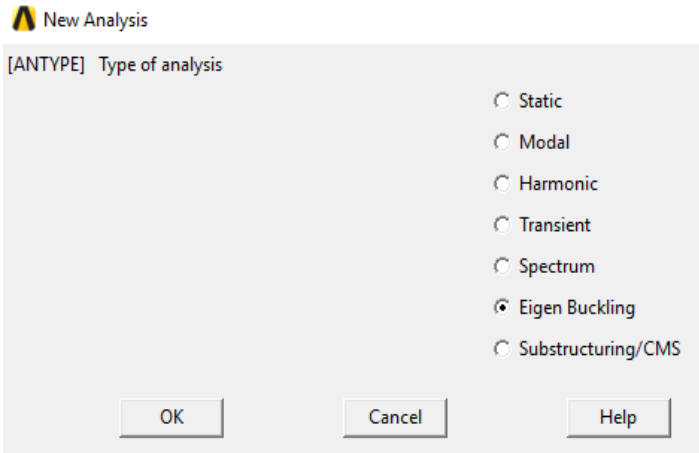 New Analysis
[ANTYPE] Type of analysis
Static
Modal
Harmonic
Transient
Spectrum
Eigen Buckling
Substructuring/CMS
OK Cancel Help